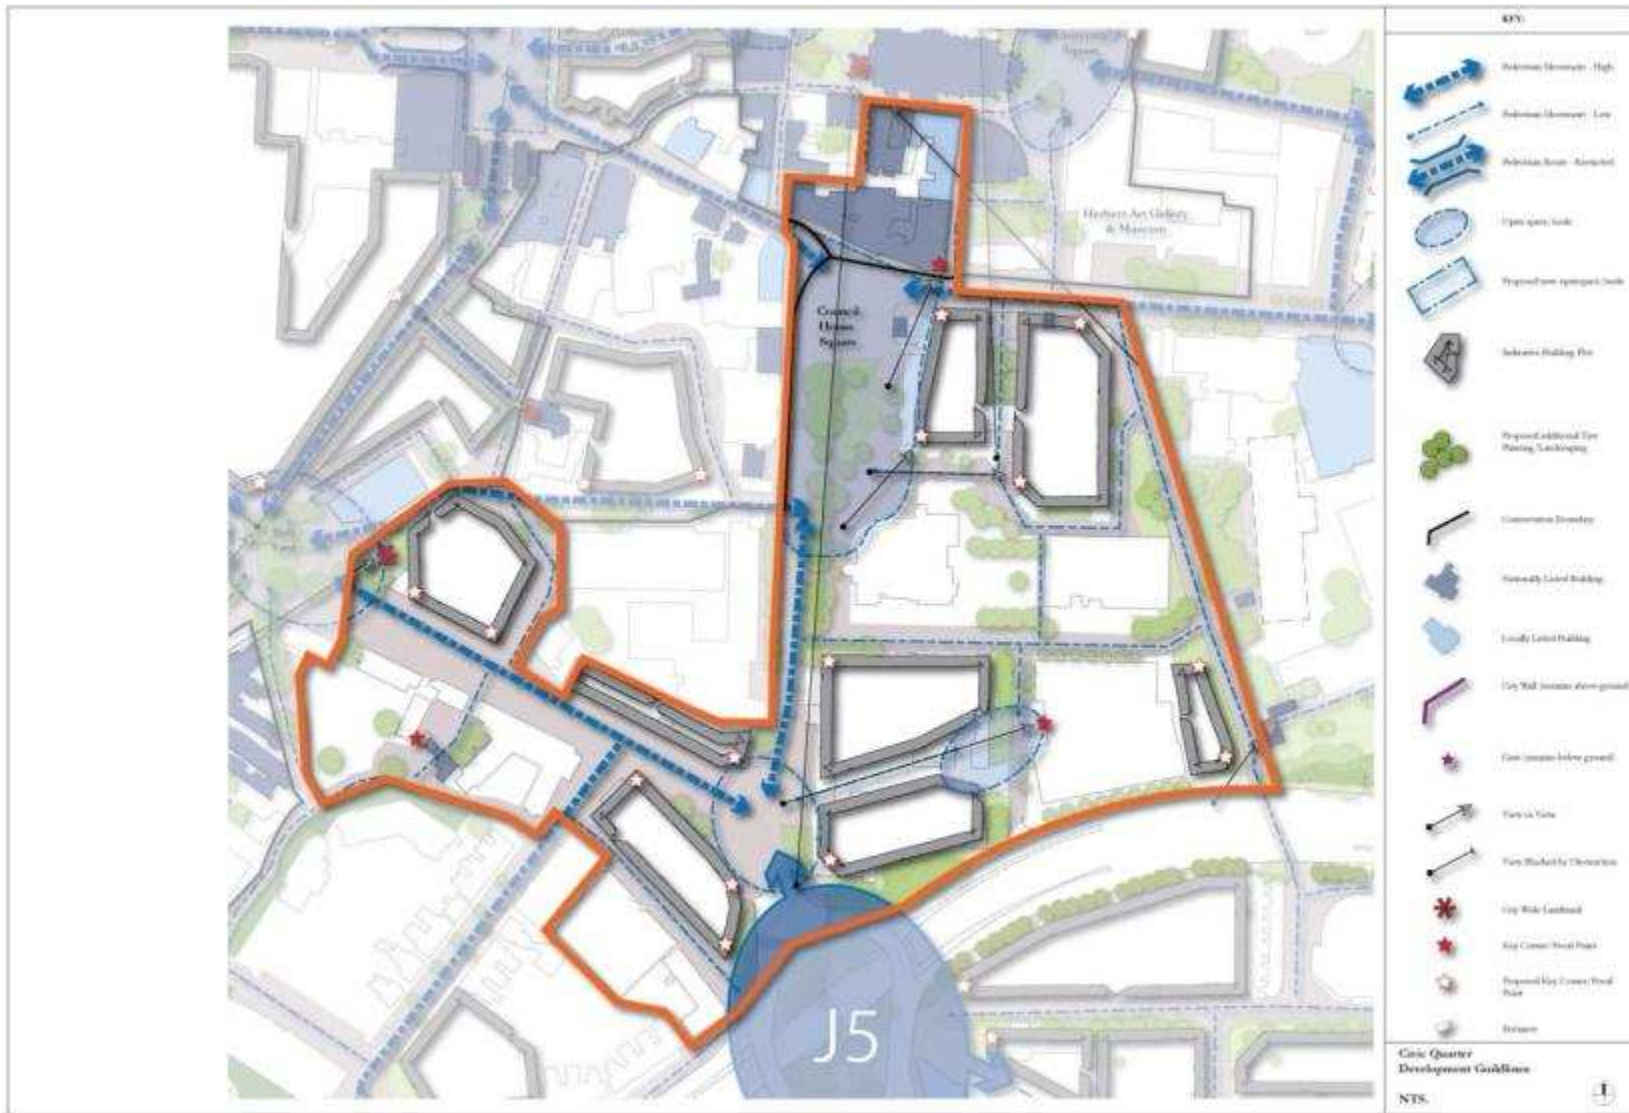 Square
Herbert Art Gallery
& Museum
Council
House
Square
J5
KEY:
Pedestrian Movement - High
Pedestrian Movement - Low
Pedestrian Route - Restricted
Open space/node
Proposed new openspace/node
Indicative Building Plot
Proposed additional Tree
Planting/Landscaping
Conservation Boundary
Nationally Listed Building
Locally Listed Building
City Wall (remains above ground)
Gate (remains below ground)
View or Vista
View Blocked by Obstruction
City Wide Landmark
Key Corner/Focal Point
Proposed Key Corner/Focal
Point
Entrance
Civic Quarter
Development Guidlines
NTS.